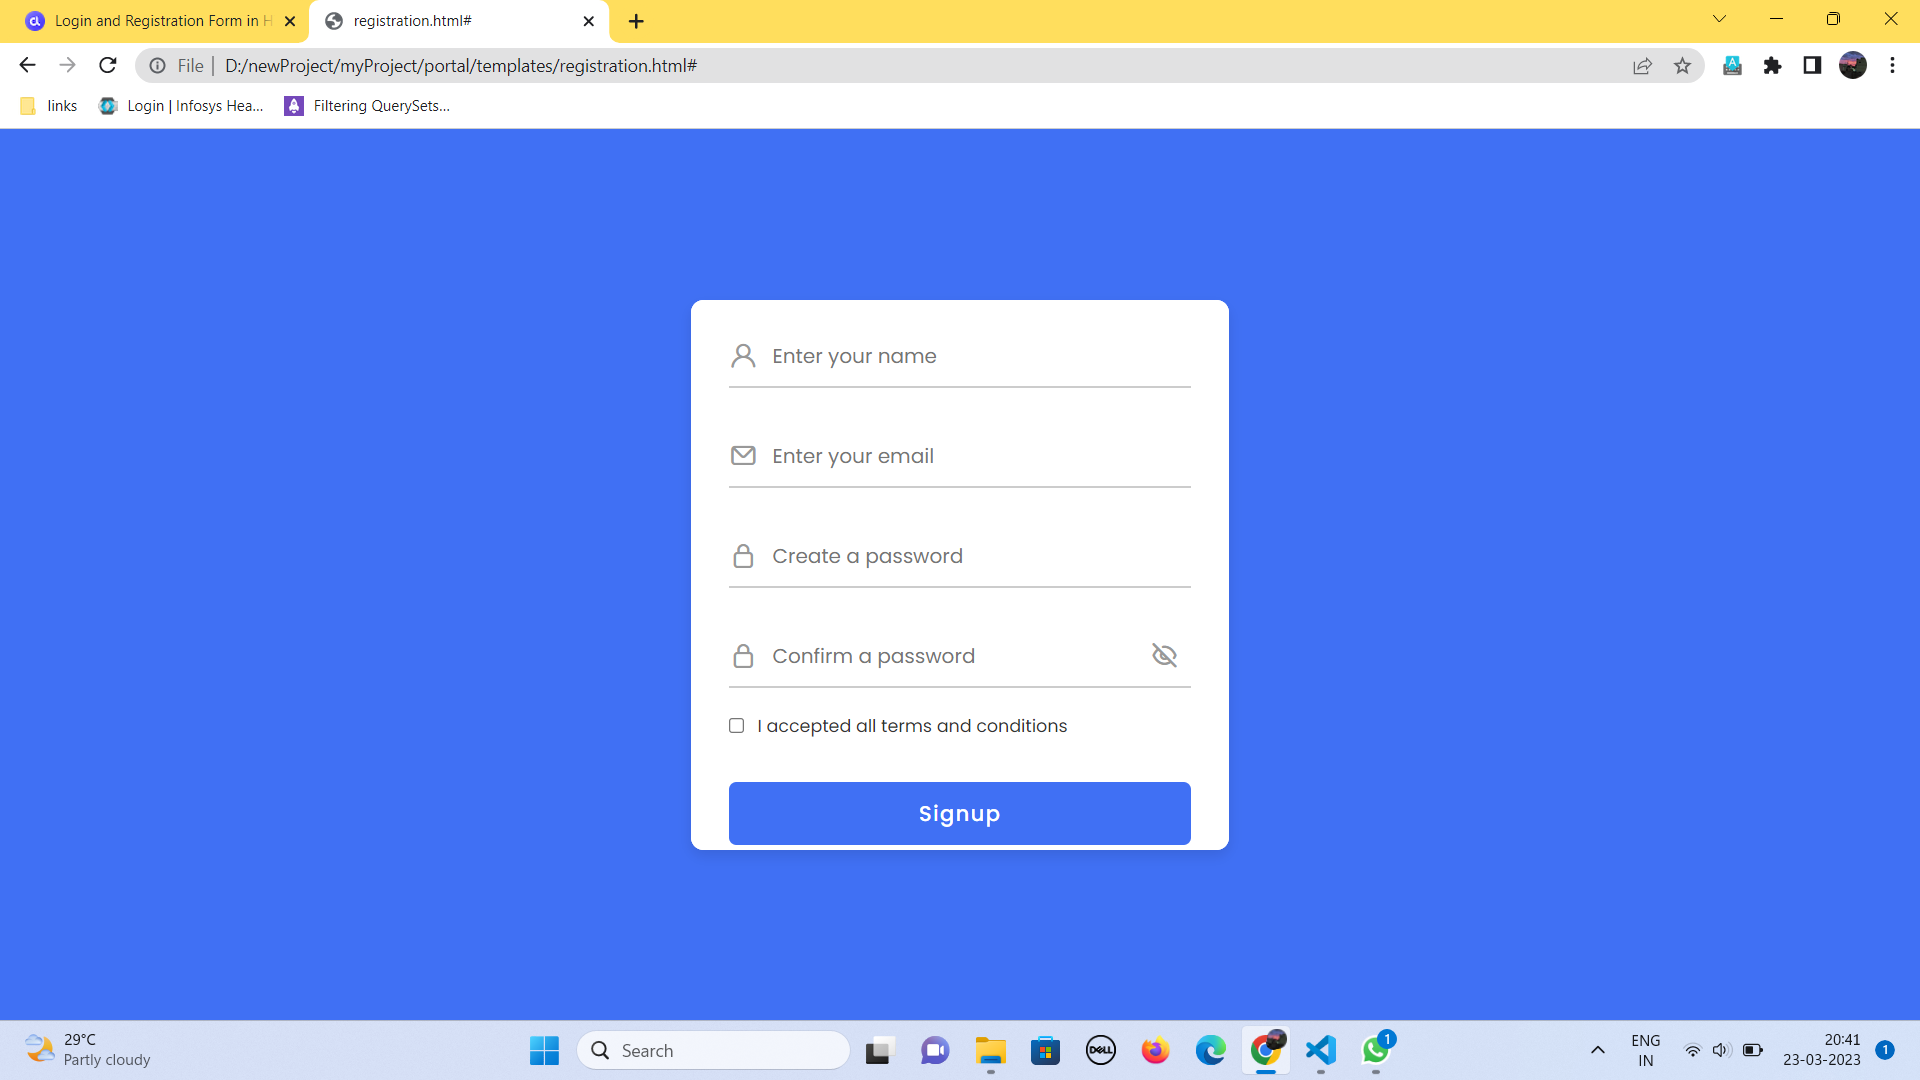 Login and Registration Form in H
registration.html#
File
D:/newProject/myProject/portal/templates/registration.html#
links
Login | Infosys Hea...
Filtering QuerySets...
Enter your name
Enter your email
Create a password
Confirm a password
I accepted all terms and conditions
Signup
29°C
Partly cloudy
Search
DELL
1
ENG
IN
20:41
23-03-2023
1